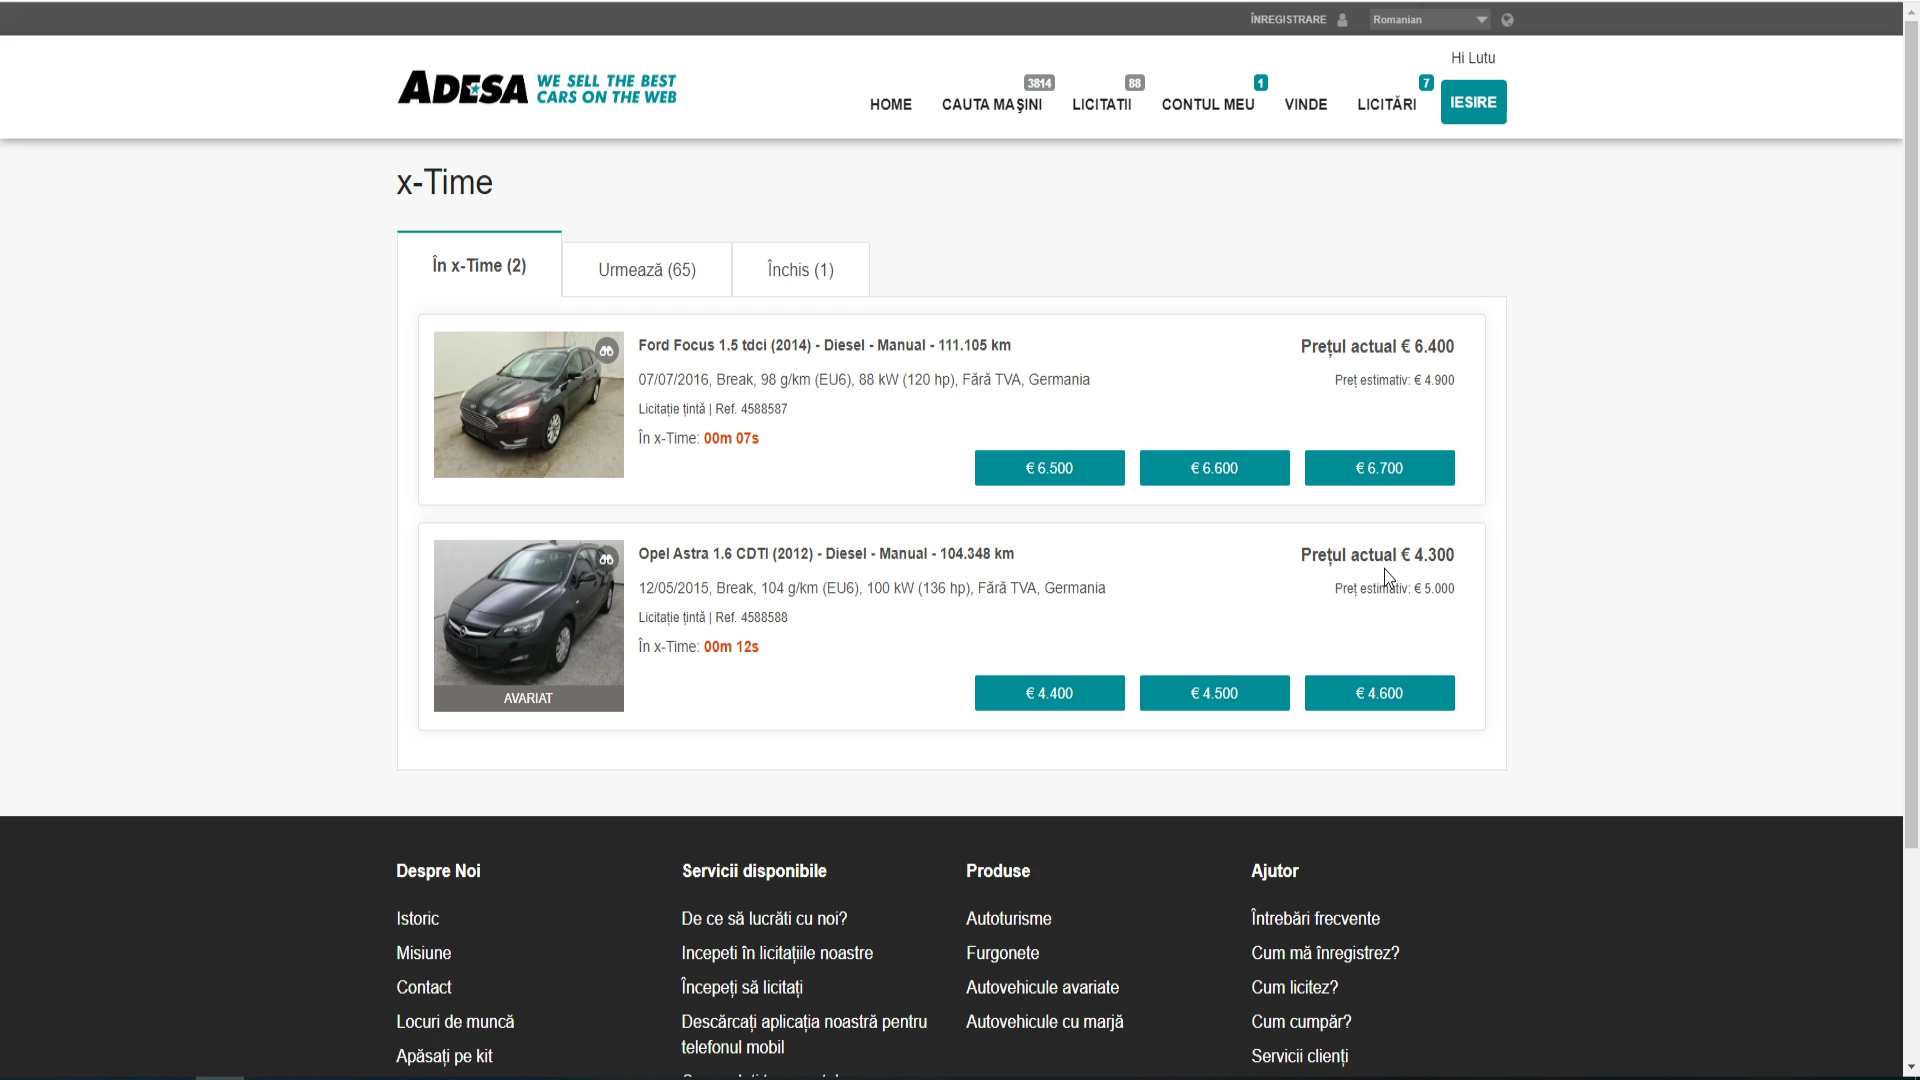 ÎNREGISTRARE Romanian
Hi Lutu
ADESA WE SELL THE BEST
CARS ON THE WEB
3814 88 1 7
HOME CAUTA MAŞINI LICITATII CONTUL MEU VINDE LICITĂRI IESIRE
x-Time
În x-Time (2) Urmează (65) Închis (1)
Ford Focus 1.5 tdci (2014) - Diesel - Manual - 111.105 km Prețul actual € 6.400
07/07/2016, Break, 98 g/km (EU6), 88 kW (120 hp), Fără TVA, Germania Preț estimativ: € 4.900
Licitație țintă | Ref. 4588587
În x-Time: 00m 07s
€ 6.500 € 6.600 € 6.700
Opel Astra 1.6 CDTI (2012) - Diesel - Manual - 104.348 km Prețul actual € 4.300
12/05/2015, Break, 104 g/km (EU6), 100 kW (136 hp), Fără TVA, Germania Preț estimativ: € 5.000
Licitație țintă | Ref. 4588588
În x-Time: 00m 12s
AVARIAT
€ 4.400 € 4.500 € 4.600
Despre Noi Servicii disponibile Produse Ajutor
Istoric De ce să lucrăti cu noi? Autoturisme Întrebări frecvente
Misiune Incepeti în licitațiile noastre Furgonete Cum mă înregistrez?
Contact Începeți să licitați Autovehicule avariate Cum licitez?
Locuri de muncă Descărcați aplicația noastră pentru Autovehicule cu marjă Cum cumpăr?
telefonul mobil
Apăsați pe kit Servicii clienți